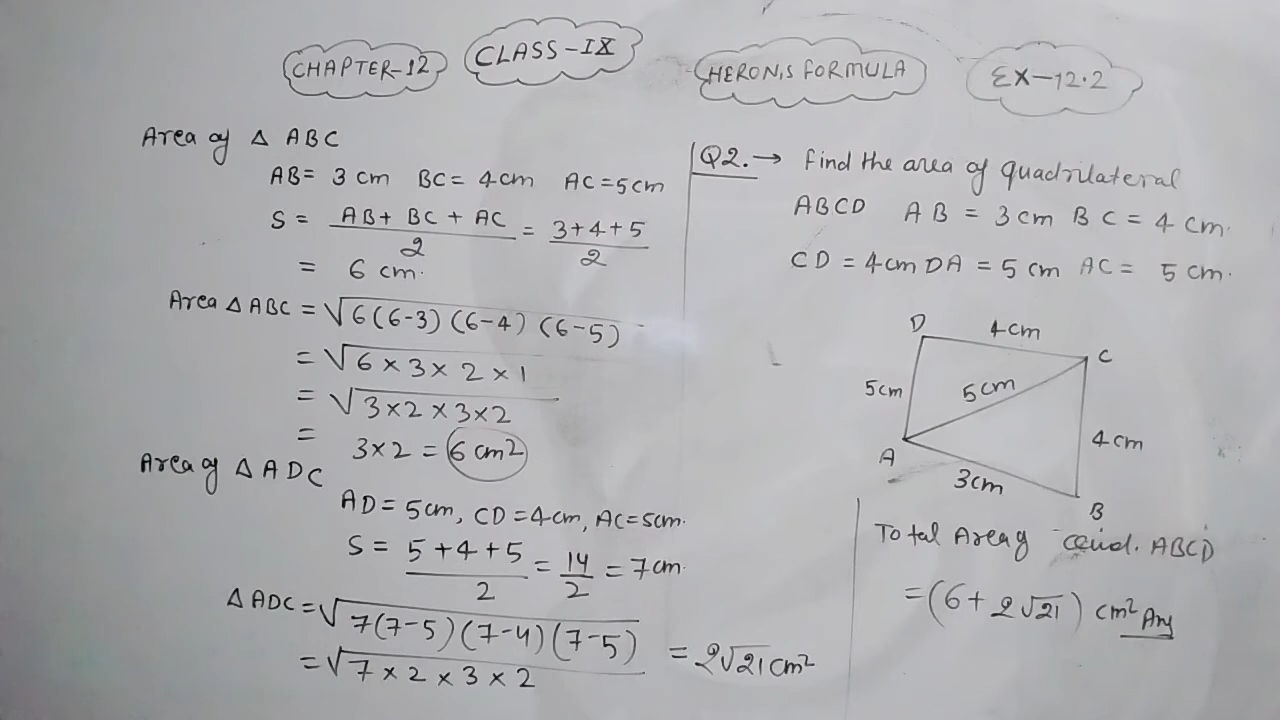 CHAPTER-12 CLASS-IX HERON,S FORMULA EX-12.2
Area of △ ABC
AB= 3 cm BC= 4cm AC=5cm
S = AB+ BC + AC / 2 = 3+4+5 / 2
= 6 cm.
Area △ ABC = √6(6-3) (6-4) (6-5)
= √6 × 3 × 2 × 1
= √3×2 × 3×2
= 3×2 = 6 cm²
Area of △ ADC
AD= 5cm, CD=4cm, AC=5cm.
S = 5+4+5 / 2 = 14 / 2 = 7cm.
△ ADC = √7(7-5) (7-4) (7-5)
= √7 × 2 × 3 × 2 = 2√21 cm²
Q2. → Find the area of quadrilateral
ABCD AB = 3cm BC = 4 cm.
CD = 4cm DA = 5 cm AC = 5 cm.
D 4cm C
5cm 5cm
4cm
A 3cm
B
Total Area of ABCD
= (6+ 2√21) cm² Ans